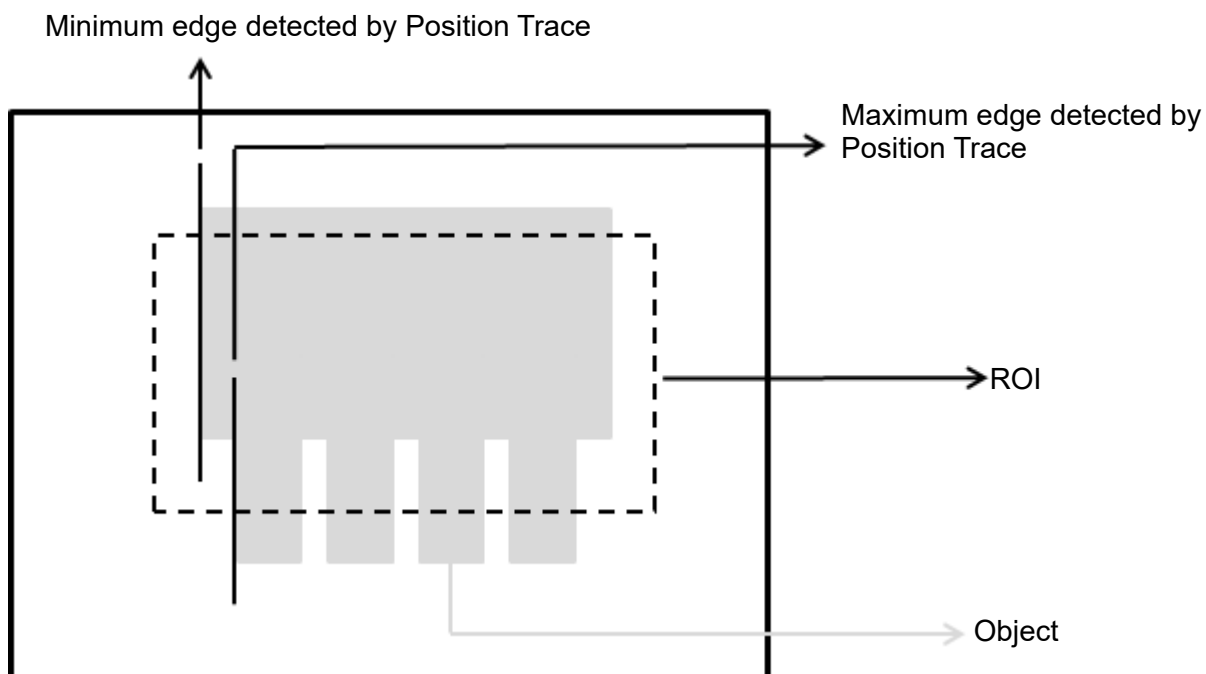 Minimum edge detected by Position Trace
Maximum edge detected by
Position Trace
ROI
Object